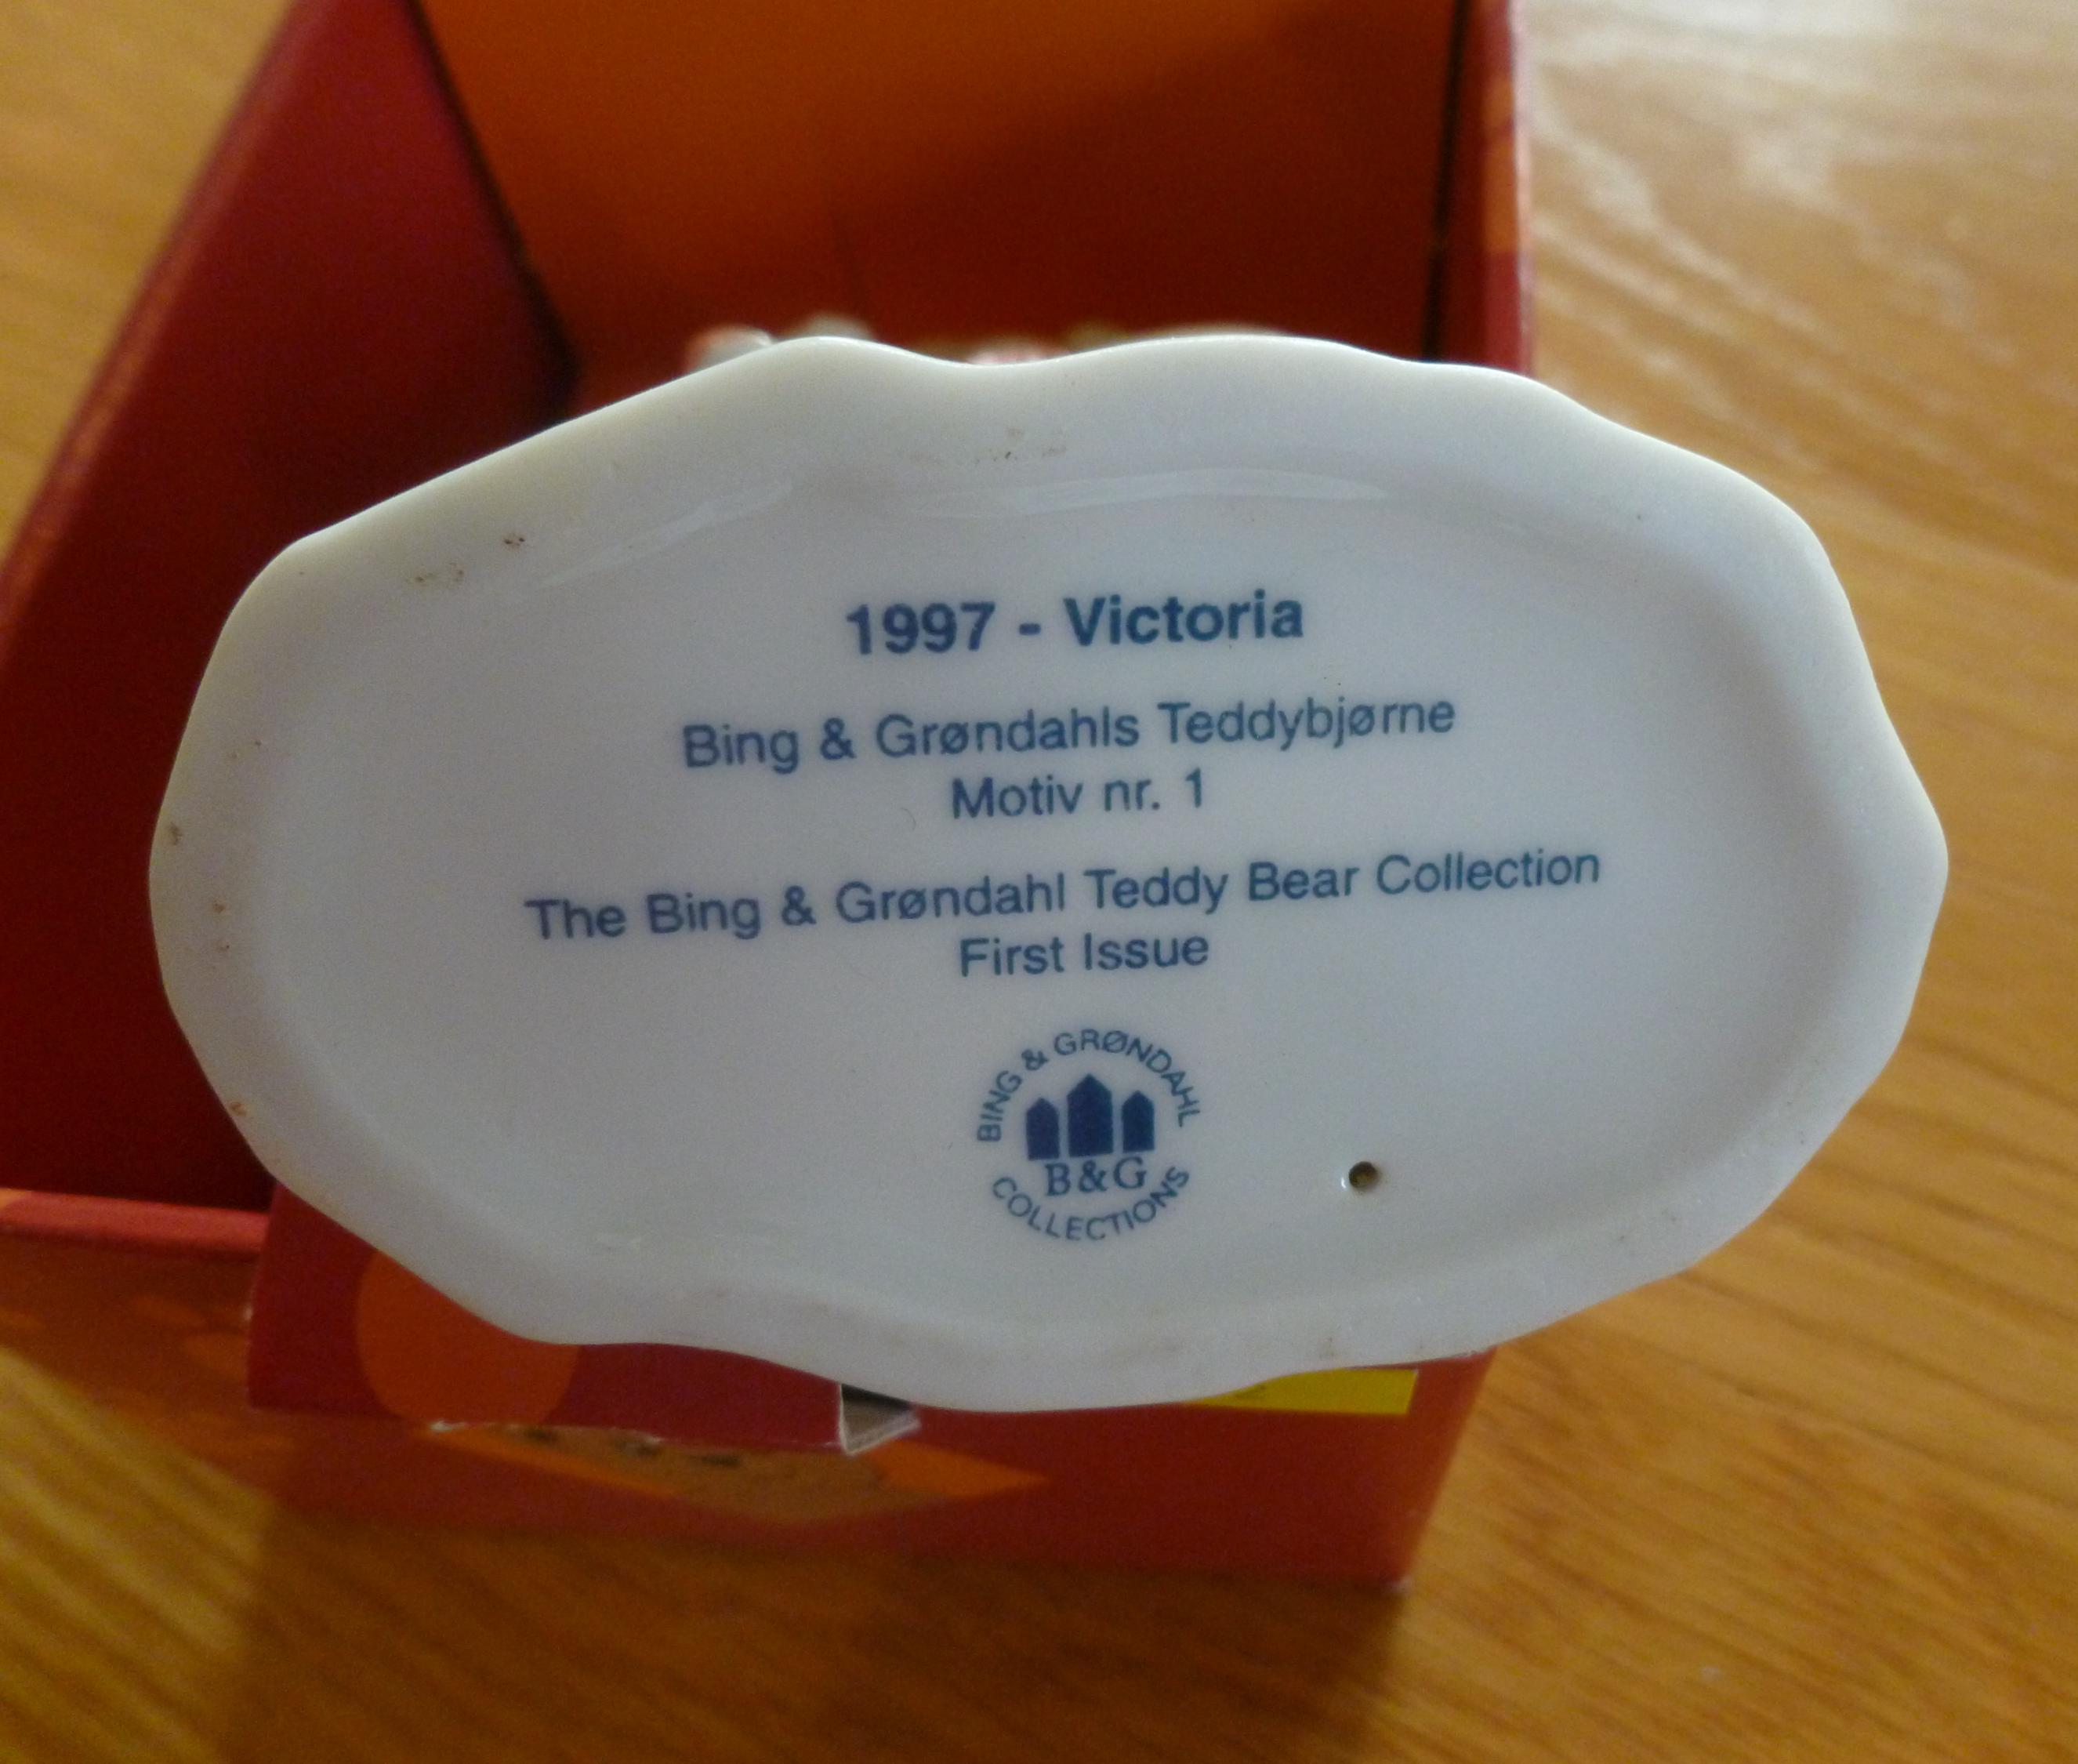 1997 - Victoria
Bing & Grøndahls Teddybjørne
Motiv nr. 1
The Bing & Grøndahl Teddy Bear Collection
First Issue
BING & GRØNDAHL
B&G
COLLECTIONS